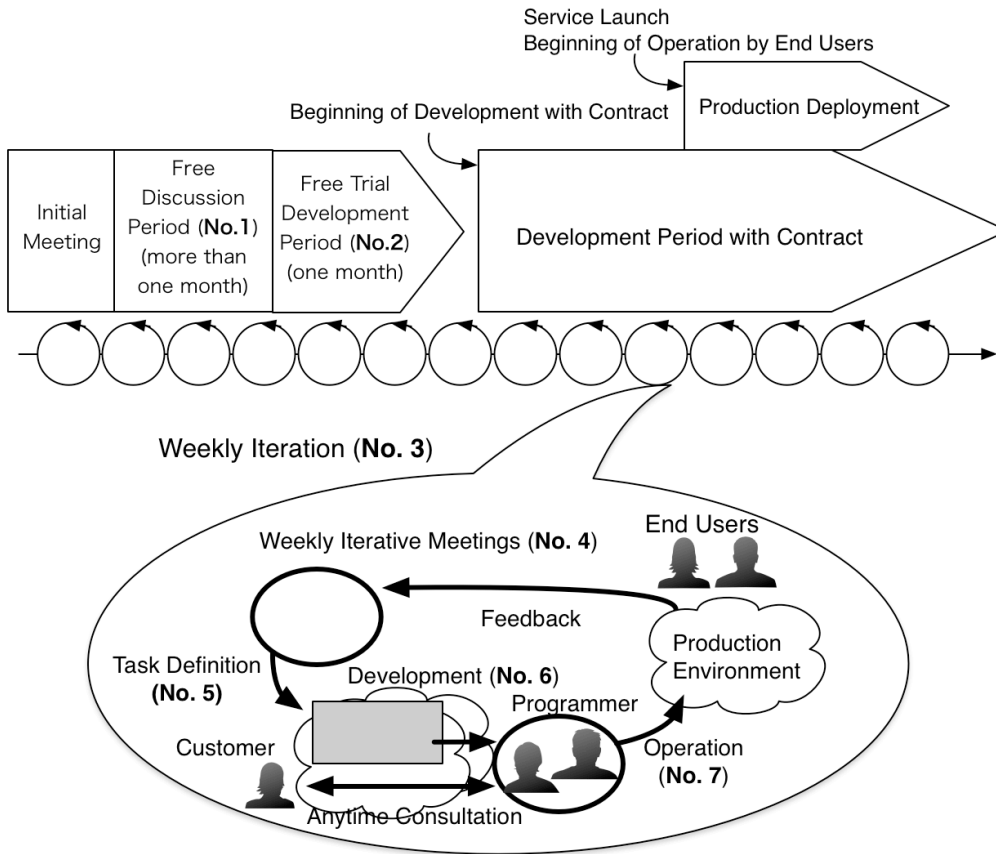 Service Launch
Beginning of Operation by End Users
Production Deployment
Beginning of Development with Contract
Initial
Meeting
Free
Discussion
Period (No.1)
(more than
one month)
Free Trial
Development
Period (No.2)
(one month)
Development Period with Contract
Weekly Iteration (No. 3)
End Users
Weekly Iterative Meetings (No. 4)
Feedback
Production
Environment
Task Definition
(No. 5)
Development (No. 6)
Programmer
Customer
Operation
(No. 7)
Anytime Consultation